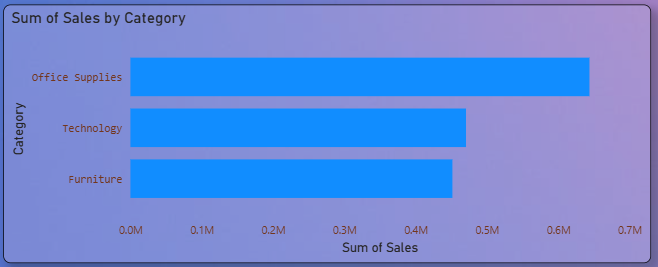 Sum of Sales by Category
Category
Office Supplies
Technology
Furniture
0.0M 0.1M 0.2M 0.3M 0.4M 0.5M 0.6M 0.7M
Sum of Sales